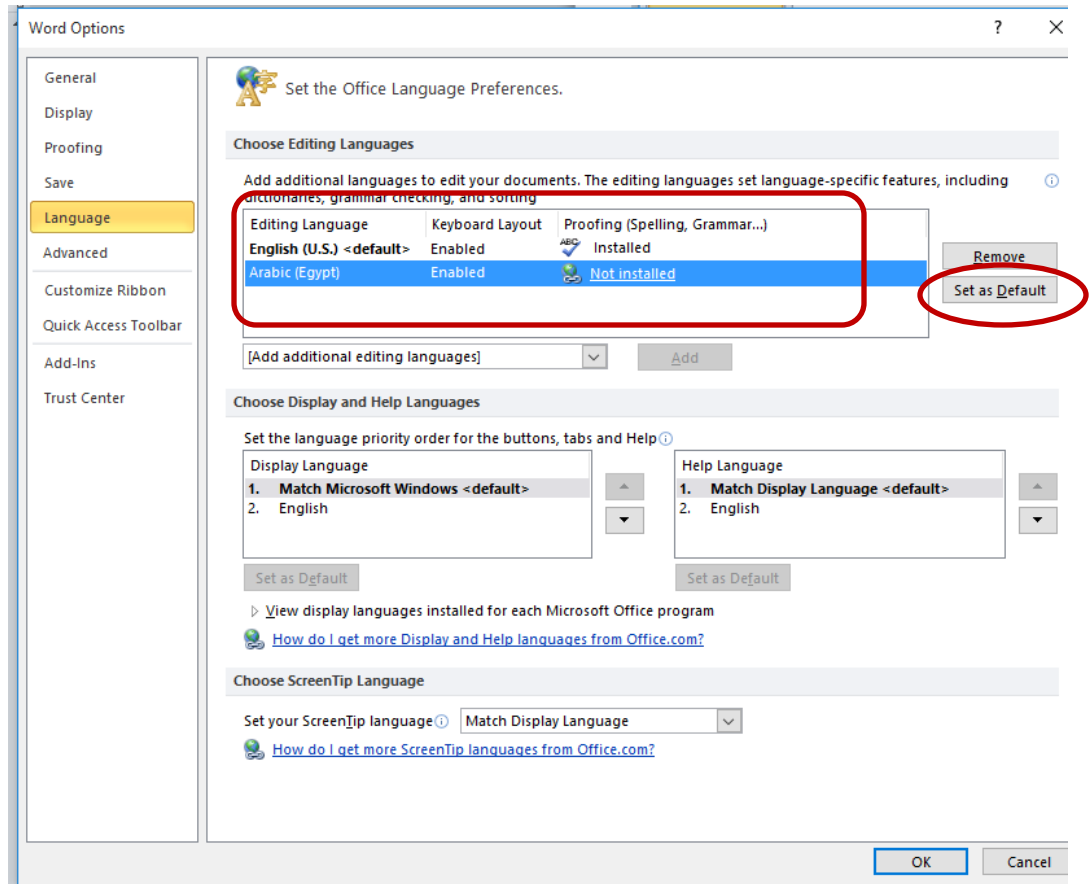 Word Options
?
General
Display
Proofing
Save
Language
Advanced
Customize Ribbon
Quick Access Toolbar
Add-Ins
Trust Center
Set the Office Language Preferences.
Choose Editing Languages
Add additional languages to edit your documents. The editing languages set language-specific features, including
dictionaries, grammar checking, and sorting
Editing Language Keyboard Layout Proofing (Spelling, Grammar...)
English (U.S.) <default> Enabled Installed
Arabic (Egypt) Enabled Not installed
Remove
Set as Default
[Add additional editing languages] Add
Choose Display and Help Languages
Set the language priority order for the buttons, tabs and Help
Display Language
1. Match Microsoft Windows <default>
2. English
Set as Default
Help Language
1. Match Display Language <default>
2. English
Set as Default
View display languages installed for each Microsoft Office program
How do I get more Display and Help languages from Office.com?
Choose ScreenTip Language
Set your ScreenTip language Match Display Language
How do I get more ScreenTip languages from Office.com?
OK Cancel